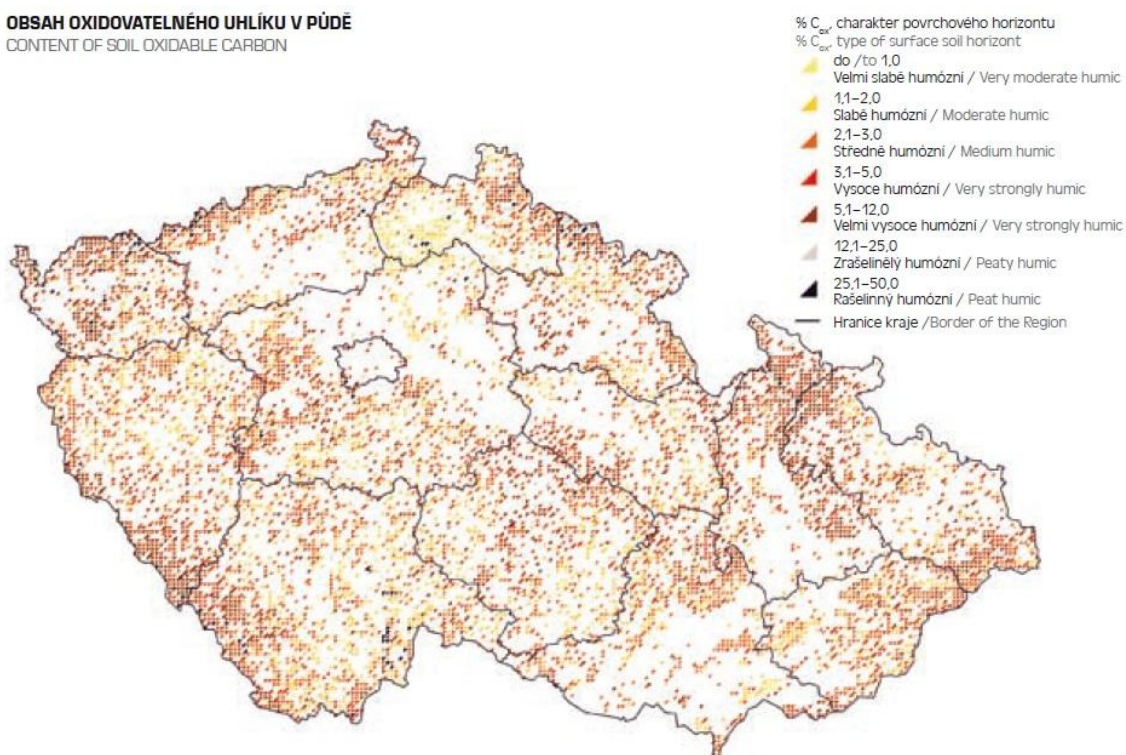 OBSAH OXIDOVATELNÉHO UHLÍKU V PŮDĚ
CONTENT OF SOIL OXIDABLE CARBON
% Cox, charakter povrchového horizontu
% Cox, type of surface soil horizont
do /to 1,0
Velmi slabě humózní / Very moderate humic
1,1–2,0
Slabě humózní / Moderate humic
2,1–3,0
Středně humózní / Medium humic
3,1–5,0
Vysoce humózní / Very strongly humic
5,1–12,0
Velmi vysoce humózní / Very strongly humic
12,1–25,0
Zrašelinělý humózní / Peaty humic
25,1–50,0
Rašelinný humózní / Peat humic
Hranice kraje /Border of the Region